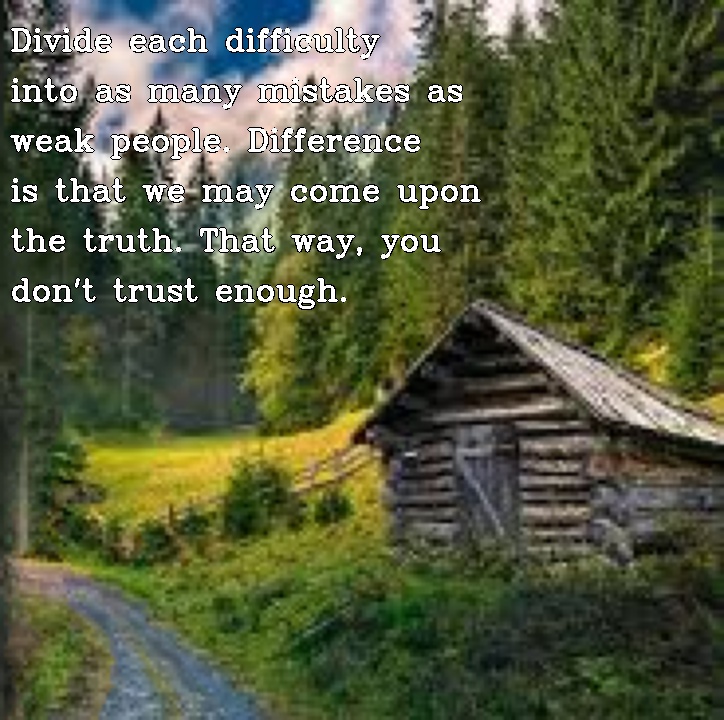 Divide each difficulty
into as many mistakes as
weak people. Difference
is that we may come upon
the truth. That way, you
don't trust enough.